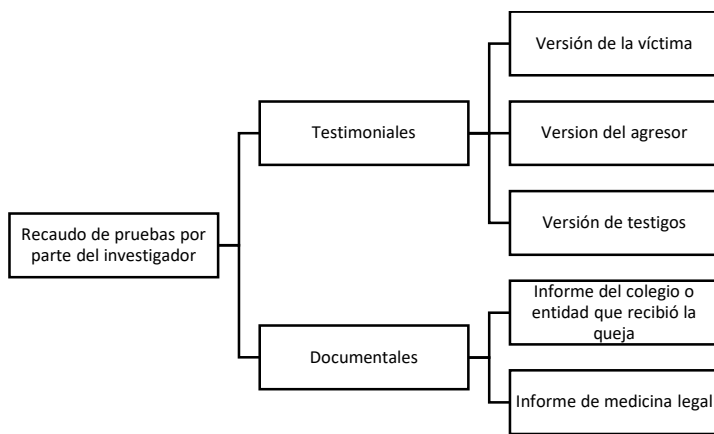 Recaudo de pruebas por
parte del investigador
Testimoniales
Versión de la víctima
Version del agresor
Versión de testigos
Documentales
Informe del colegio o
entidad que recibió la
queja
Informe de medicina legal